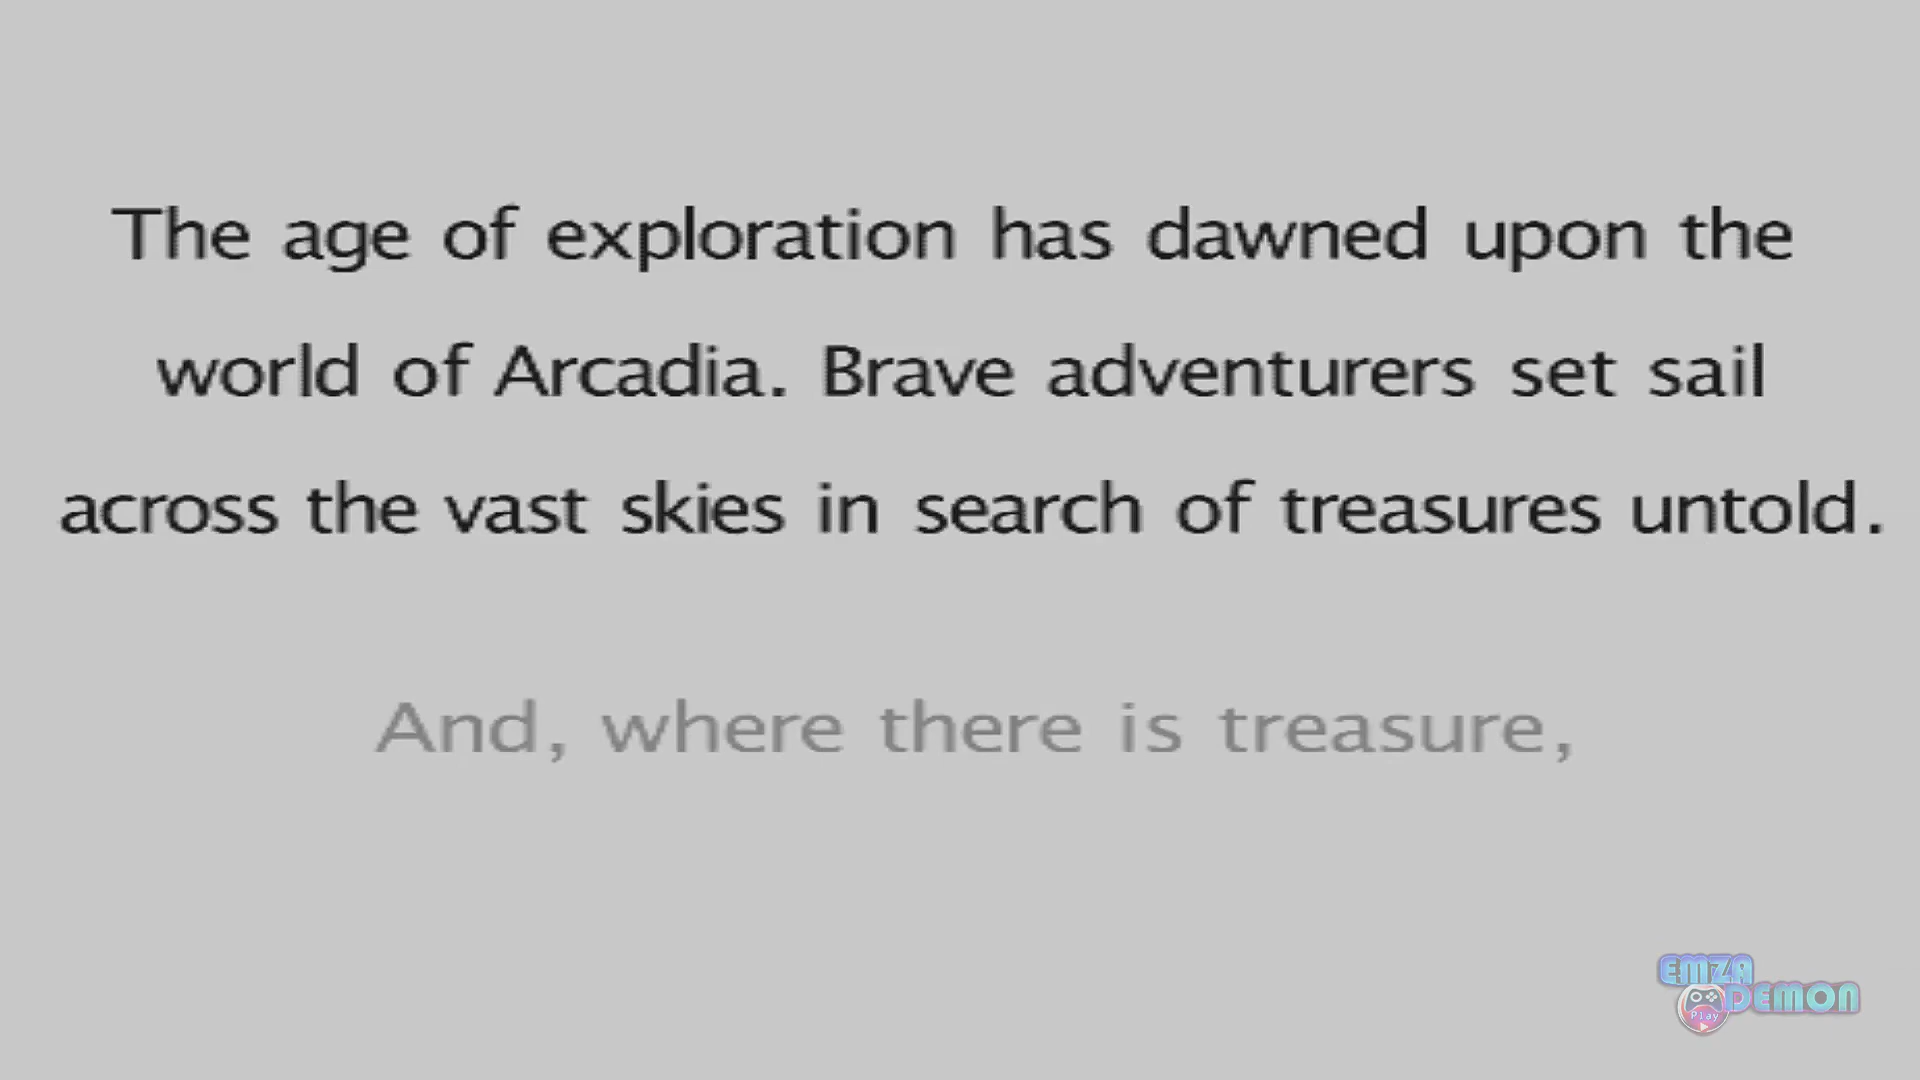 The age of exploration has dawned upon the
world of Arcadia. Brave adventurers set sail
across the vast skies in search of treasures untold.
And, where there is treasure,
EMZA
DEMON
Play